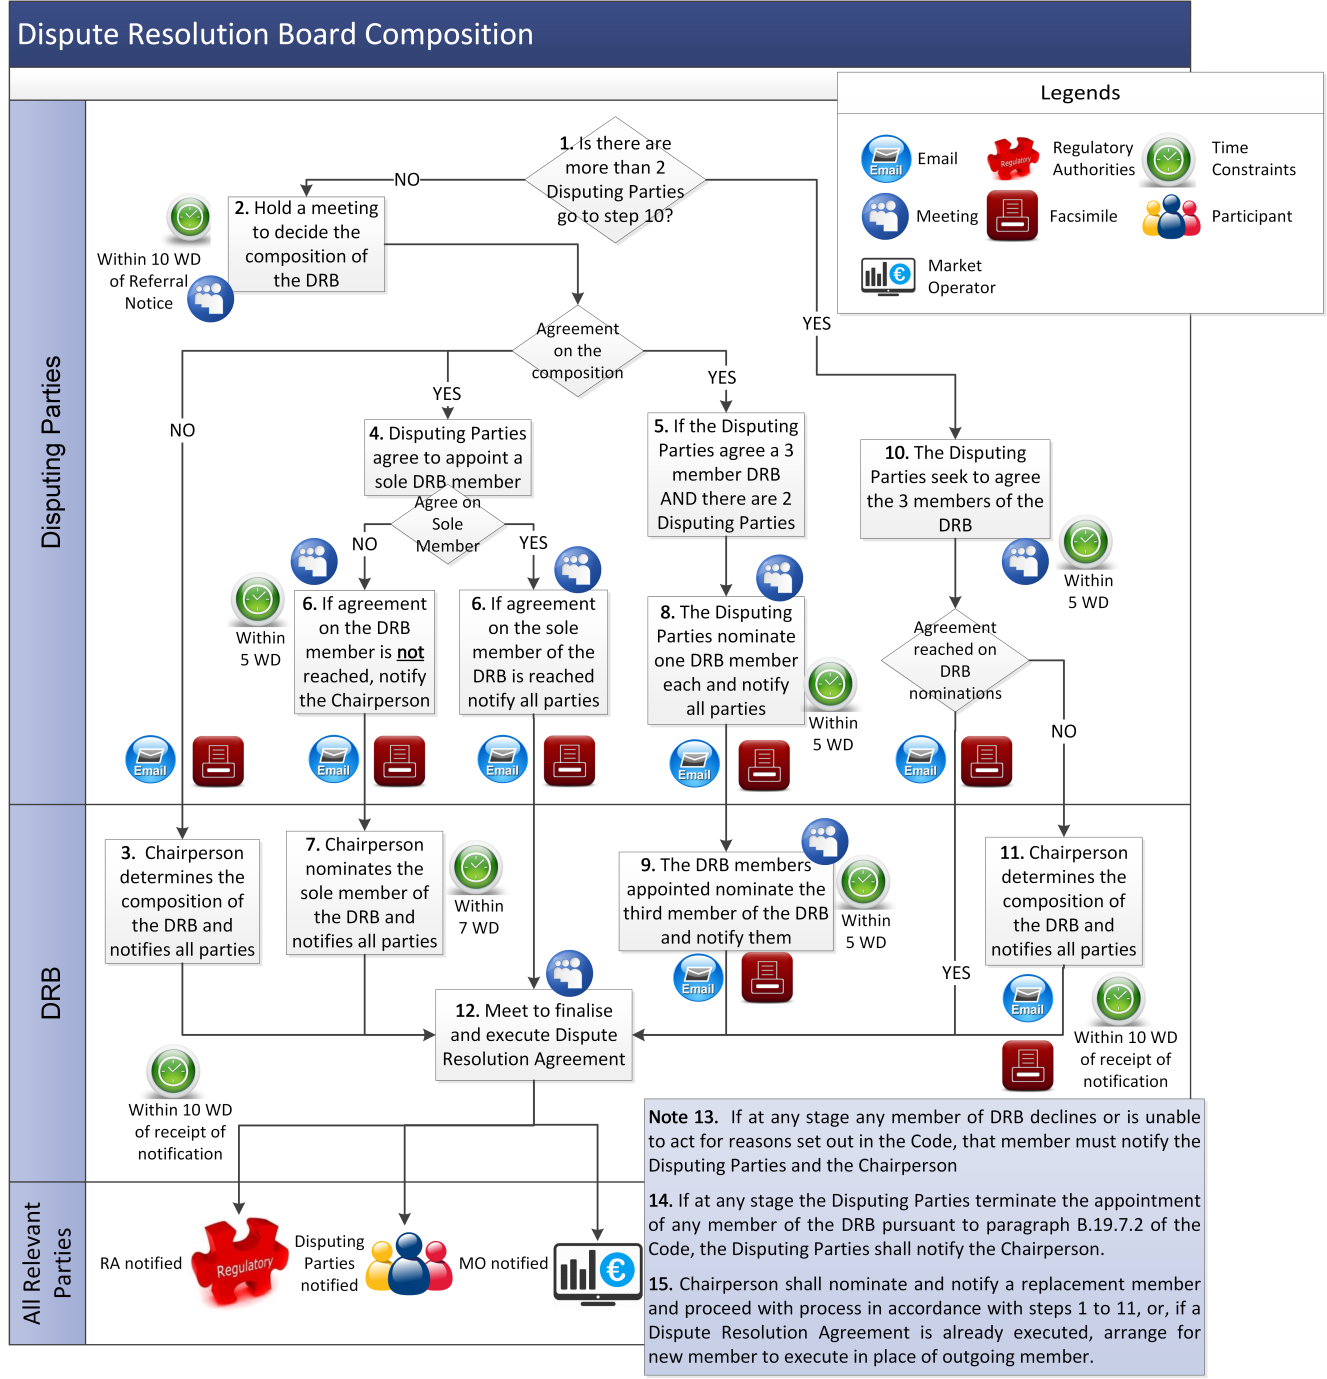 Dispute Resolution Board Composition
Legends
Email
Regulatory
Authorities
Time
Constraints
Meeting
Facsimile
Participant
Market
Operator
Email
Regulatory
Disputing Parties
1. Is there are
more than 2
Disputing Parties
go to step 10?
NO
YES
2. Hold a meeting
to decide the
composition of
the DRB
Within 10 WD
of Referral
Notice
Agreement
on the
composition
NO
YES
YES
4. Disputing Parties
agree to appoint a
sole DRB member
Agree on
Sole
Member
NO
YES
5. If the Disputing
Parties agree a 3
member DRB
AND there are 2
Disputing Parties
10. The Disputing
Parties seek to agree
the 3 members of the
DRB
Within
5 WD
6. If agreement
on the DRB
member is not
reached, notify
the Chairperson
Within
5 WD
6. If agreement
on the sole
member of the
DRB is reached
notify all parties
8. The Disputing
Parties nominate
one DRB member
each and notify
all parties
Within
5 WD
Agreement
reached on
DRB
nominations
NO
YES
Email
Email
Email
Email
Email
DRB
3. Chairperson
determines the
composition of
the DRB and
notifies all parties
7. Chairperson
nominates the
sole member of
the DRB and
notifies all parties
Within
7 WD
9. The DRB members
appointed nominate the
third member of the DRB
and notify them
Within
5 WD
Email
11. Chairperson
determines the
composition of
the DRB and
notifies all parties
Email
Within 10 WD
of receipt of
notification
12. Meet to finalise
and execute Dispute
Resolution Agreement
Within 10 WD
of receipt of
notification
All Relevant
Parties
RA notified
Regulatory
Disputing
Parties
notified
MO notified
Note 13. If at any stage any member of DRB declines or is unable
to act for reasons set out in the Code, that member must notify the
Disputing Parties and the Chairperson
14. If at any stage the Disputing Parties terminate the appointment
of any member of the DRB pursuant to paragraph B.19.7.2 of the
Code, the Disputing Parties shall notify the Chairperson.
15. Chairperson shall nominate and notify a replacement member
and proceed with process in accordance with steps 1 to 11, or, if a
Dispute Resolution Agreement is already executed, arrange for
new member to execute in place of outgoing member.